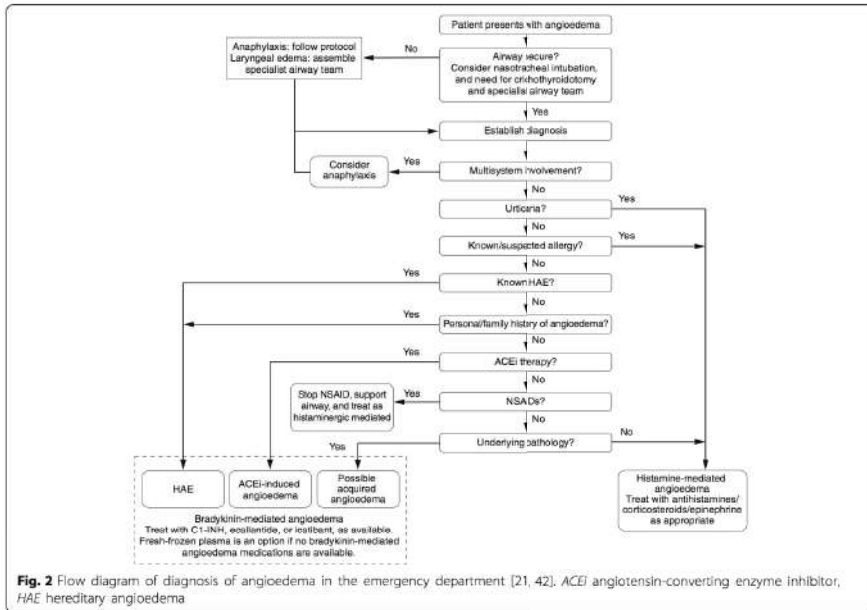 Patient presents with angioedema
Anaphylaxis: follow protocol
Laryngeal edema: assemble
specialist airway team
No
Airway secure?
Consider nasotracheal intubation,
and need for crikhothyroidotomy
and specialist airway team
Yes
Establish diagnosis
Consider
anaphylaxis
Yes
Multisystem involvement?
No
Urticaria?
Yes
No
Known/suspected allergy?
Yes
No
Yes
Known HAE?
No
Yes
Personal/family history of angioedema?
No
Yes
ACEi therapy?
No
Stop NSAID, support
airway, and treat as
histaminergic mediated
Yes
NSADs?
No
Yes
Underlying pathology?
No
HAE
ACEi-induced
angioedema
Possible
acquired
angioedema
Bradykinin-mediated angioedema
Treat with C1-INH, ecallantide, or icatibant, as available.
Fresh-frozen plasma is an option if no bradykinin-mediated
angioedema medications are available.
Histamine-mediated
angioedema
Treat with antihistamines/
corticosteroids/epinephrine
as appropriate
Fig. 2 Flow diagram of diagnosis of angioedema in the emergency department [21, 42]. ACEi angiotensin-converting enzyme inhibitor,
HAE hereditary angioedema